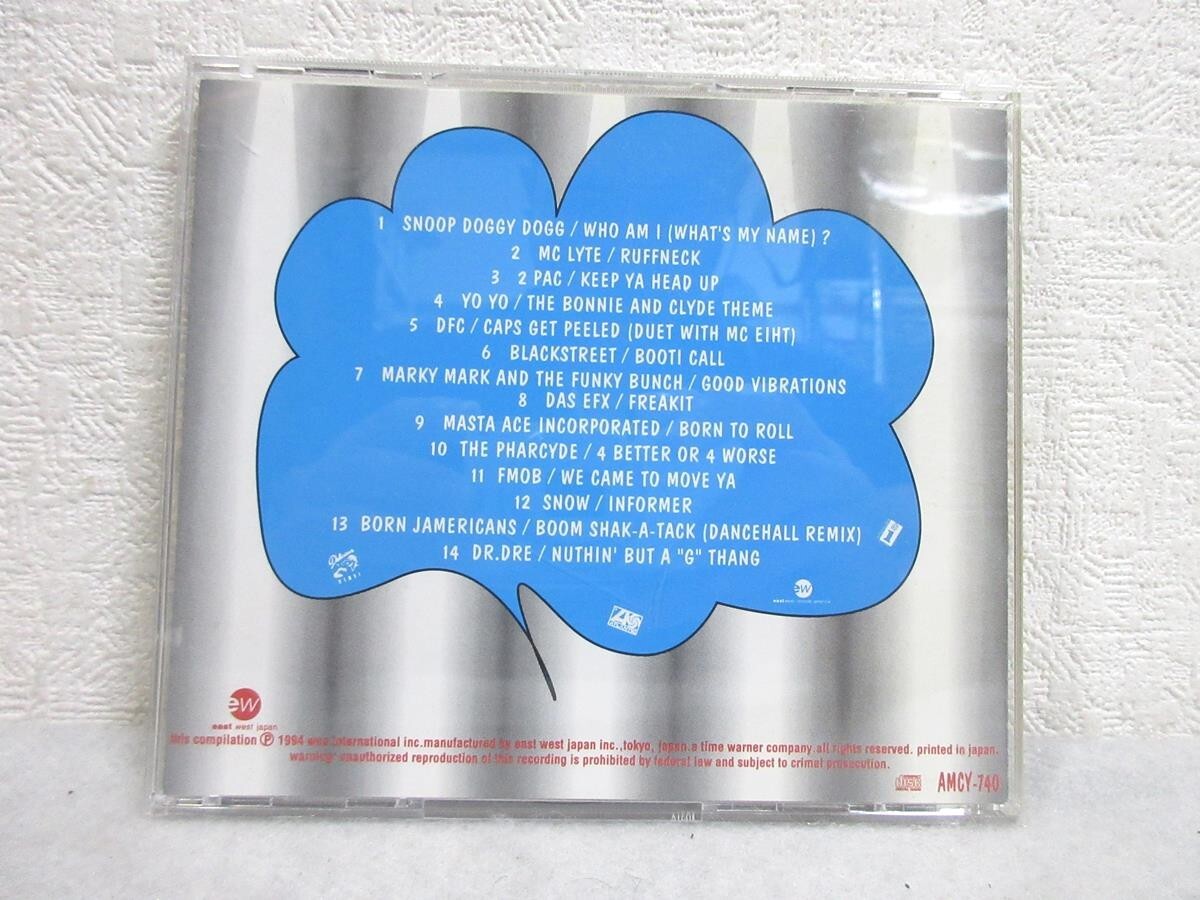 1 SNOOP DOGGY DOGG / WHO AM I (WHAT'S MY NAME) ?
2 MC LYTE / RUFFNECK
3 2 PAC / KEEP YA HEAD UP
4 YO YO / THE BONNIE AND CLYDE THEME
5 DFC / CAPS GET PEELED (DUET WITH MC EIHT)
6 BLACKSTREET / BOOTI CALL
7 MARKY MARK AND THE FUNKY BUNCH / GOOD VIBRATIONS
8 DAS EFX / FREAKIT
9 MASTA ACE INCORPORATED / BORN TO ROLL
10 THE PHARCYDE / 4 BETTER OR 4 WORSE
11 FMOB / WE CAME TO MOVE YA
12 SNOW / INFORMER
13 BORN JAMERICANS / BOOM SHAK-A-TACK (DANCEHALL REMIX)
14 DR.DRE / NUTHIN' BUT A "G" THANG
Delicious
VINYL
ew
ATLANTIC
ew
east west japan
this compilation Ⓟ 1994 wea international inc.manufactured by east west japan inc.,tokyo, japan.a time warner company.all rights reserved. printed in japan.
warning: unauthorized reproduction of this recording is prohibited by federal law and subject to crimal prosecution.
disc
AMCY-740